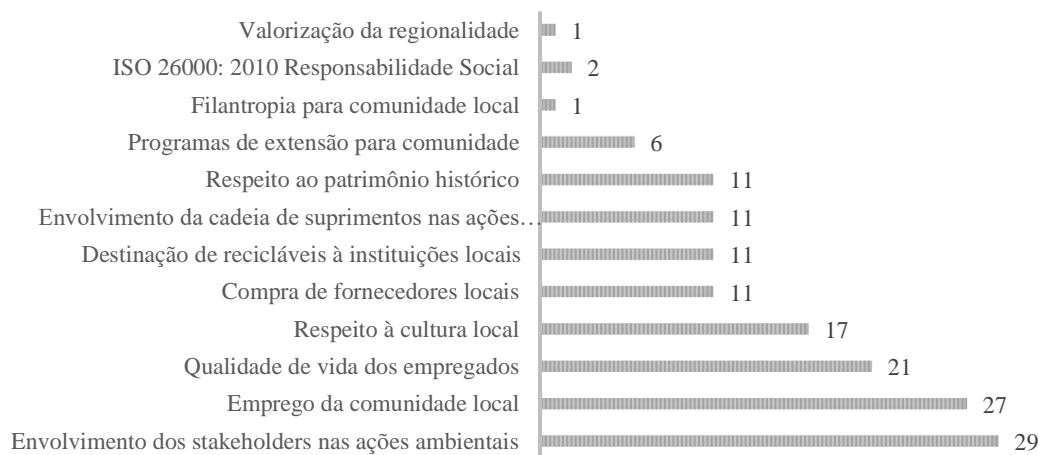 Valorização da regionalidade 1
ISO 26000: 2010 Responsabilidade Social 2
Filantropia para comunidade local 1
Programas de extensão para comunidade 6
Respeito ao patrimônio histórico 11
Envolvimento da cadeia de suprimentos nas ações… 11
Destinação de recicláveis à instituições locais 11
Compra de fornecedores locais 11
Respeito à cultura local 17
Qualidade de vida dos empregados 21
Emprego da comunidade local 27
Envolvimento dos stakeholders nas ações ambientais 29